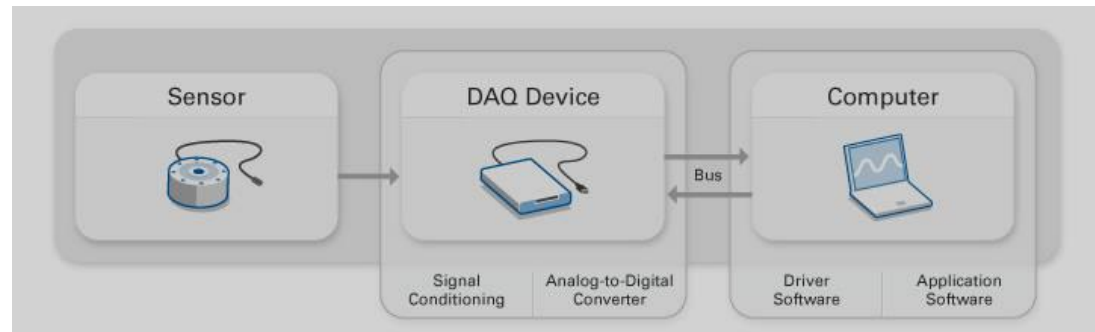 Sensor
DAQ Device
Computer
Bus
Signal
Conditioning
Analog-to-Digital
Converter
Driver
Software
Application
Software